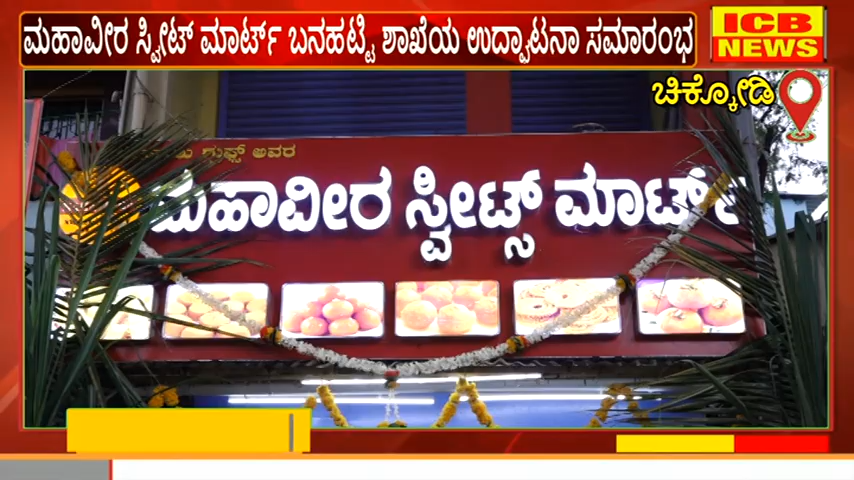 ಮಹಾವೀರ ಸ್ವೀಟ್ ಮಾರ್ಟ್ ಬನಹಟ್ಟಿ ಶಾಖೆಯ ಉದ್ಘಾಟನಾ ಸಮಾರಂಭ
ICB
NEWS
ಚಿಕ್ಕೋಡಿ
ಗ್ರುಪ್ಸ್ ಅವರ
ಮಹಾವೀರ ಸ್ವೀಟ್ಸ್ ಮಾರ್ಟ್